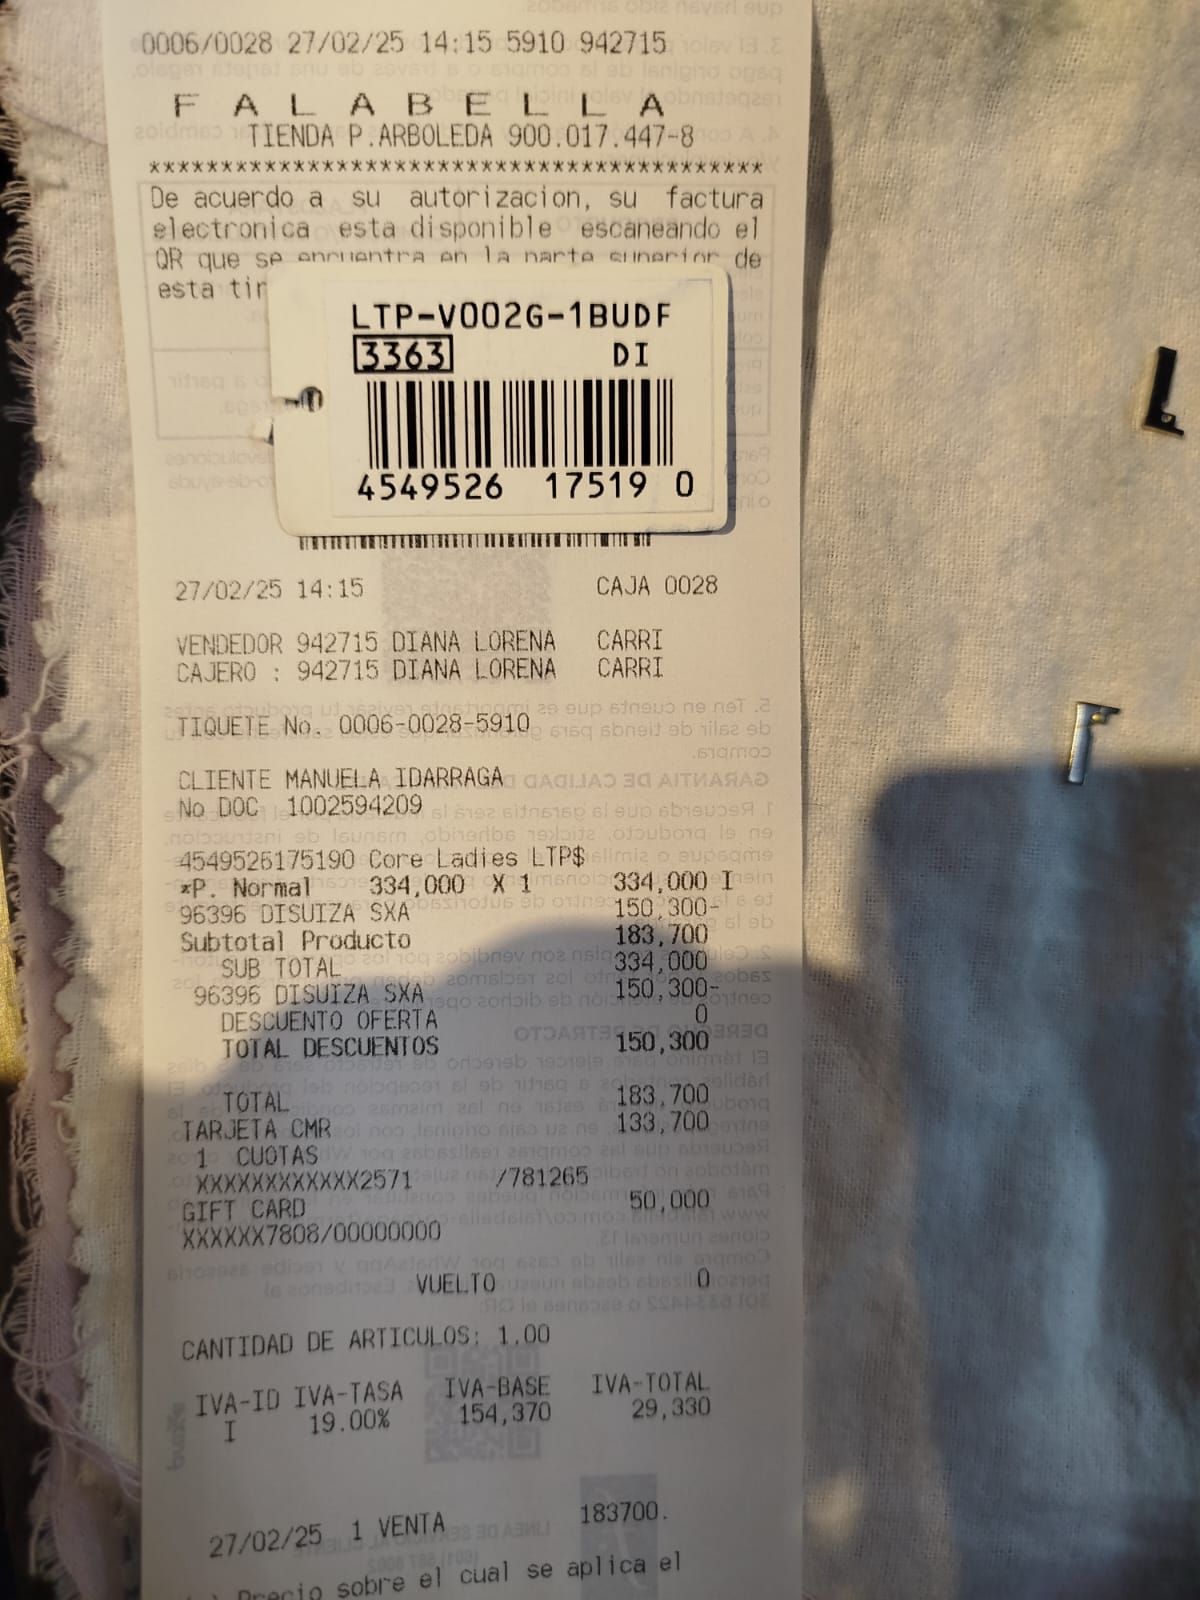 0006/0028 27/02/25 14:15 5910 942715
FALABELLA
TIENDA P.ARBOLEDA 900.017.447-8
******************************************
De acuerdo a su autorizacion, su factura
electronica esta disponible escaneando el
QR que se encuentra en la parte superior de
esta tir
LTP-V002G-1BUDF
3363 DI
4549526 17519 0
27/02/25 14:15 CAJA 0028
VENDEDOR 942715 DIANA LORENA CARRI
CAJERO : 942715 DIANA LORENA CARRI
TIQUETE No. 0006-0028-5910
CLIENTE MANUELA IDARRAGA
No DOC 1002594209
4549526175190 Core Ladies LTP$
*P. Normal 334,000 X 1 334,000 I
96396 DISUIZA SXA 150,300-
Subtotal Producto 183,700
SUB TOTAL 334,000
96396 DISUIZA SXA 150,300-
DESCUENTO OFERTA 0
TOTAL DESCUENTOS 150,300
TOTAL 183,700
TARJETA CMR 133,700
1 CUOTAS
XXXXXXXXXXXX2571 /781265
GIFT CARD 50,000
XXXXXX7808/00000000
VUELTO 0
CANTIDAD DE ARTICULOS: 1.00
IVA-ID IVA-TASA IVA-BASE IVA-TOTAL
I 19.00% 154,370 29,330
27/02/25 1 VENTA 183700.
Precio sobre el cual se aplica el